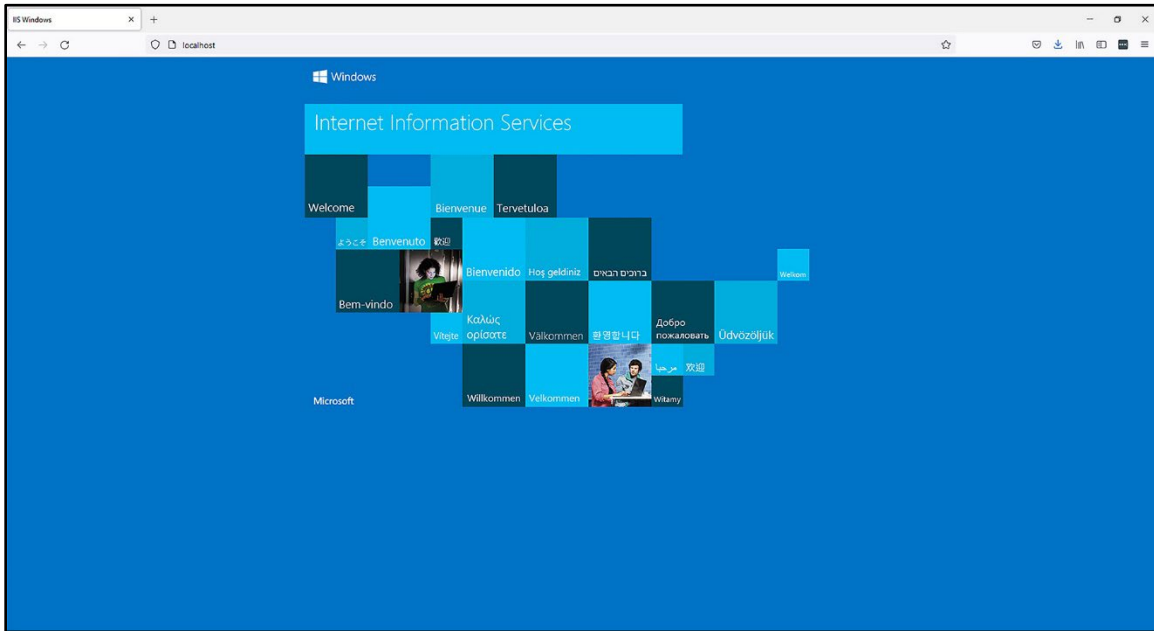 IIS Windows
localhost
Windows
Internet Information Services
Welcome
Bienvenue
Tervetuloa
ようこそ
Benvenuto
歡迎
Bienvenido
Hoş geldiniz
ברוכים הבאים
Welkom
Bem-vindo
Vítejte
Καλώς
ορίσατε
Välkommen
환영합니다
Добро
пожаловать
Üdvözöljük
مرحبا
欢迎
Microsoft
Willkommen
Velkommen
Witamy